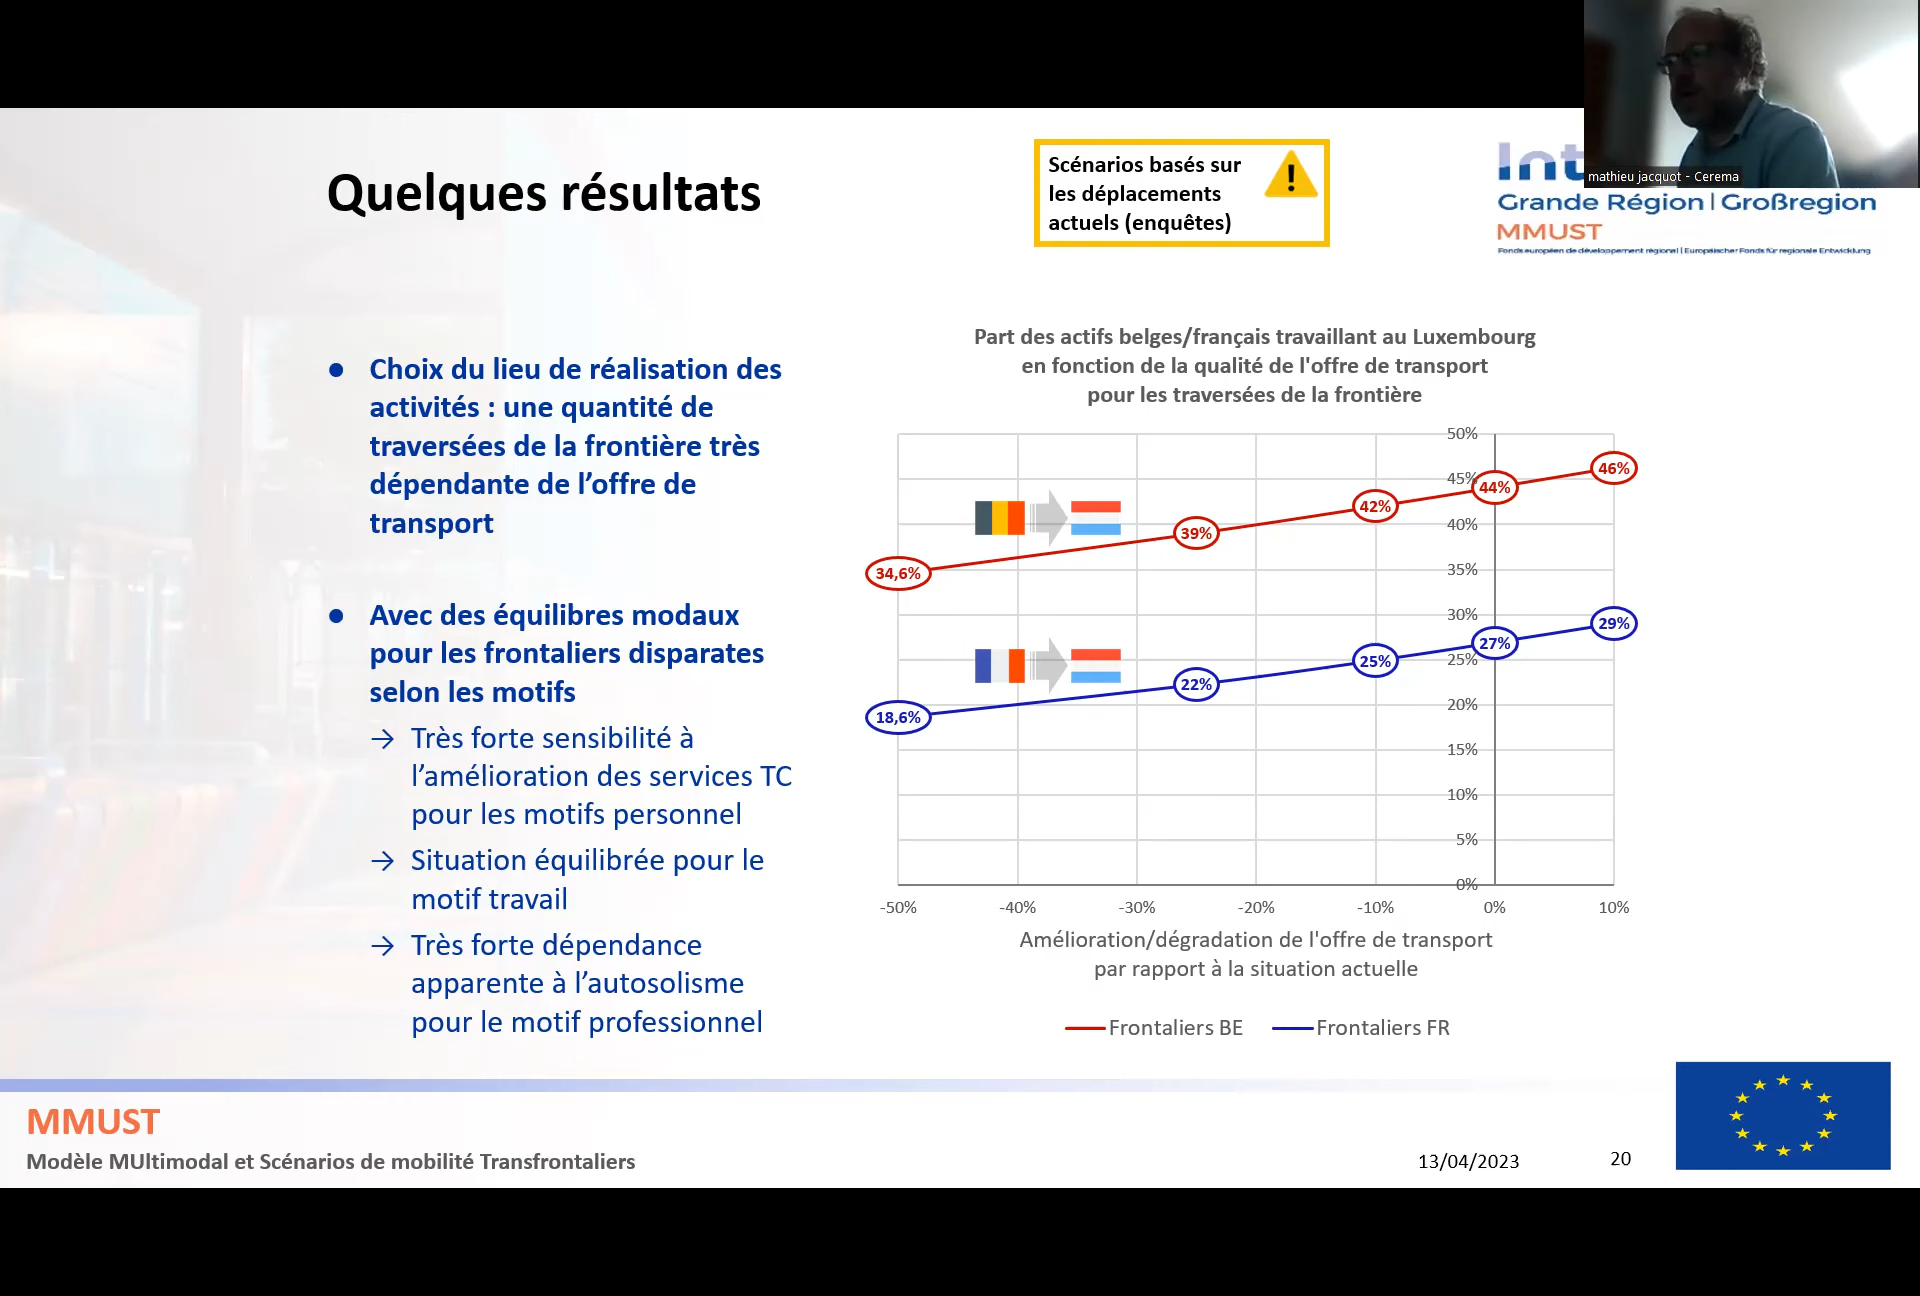 mathieu jacquot - Cerema
Quelques résultats
Scénarios basés sur
les déplacements
actuels (enquêtes)
Grande Région | Großregion
MMUST
Fonds européen de développement régional | Europäischer Fonds für regionale Entwicklung
● Choix du lieu de réalisation des
activités : une quantité de
traversées de la frontière très
dépendante de l’offre de
transport
● Avec des équilibres modaux
pour les frontaliers disparates
selon les motifs
→ Très forte sensibilité à
l’amélioration des services TC
pour les motifs personnel
→ Situation équilibrée pour le
motif travail
→ Très forte dépendance
apparente à l’autosolisme
pour le motif professionnel
Part des actifs belges/français travaillant au Luxembourg
en fonction de la qualité de l'offre de transport
pour les traversées de la frontière
50%
45%
40%
35%
30%
25%
20%
15%
10%
5%
0%
34,6%
39%
42%
44%
46%
18,6%
22%
25%
27%
29%
-50% -40% -30% -20% -10% 0% 10%
Amélioration/dégradation de l'offre de transport
par rapport à la situation actuelle
Frontaliers BE Frontaliers FR
MMUST
Modèle MUltimodal et Scénarios de mobilité Transfrontaliers
13/04/2023
20